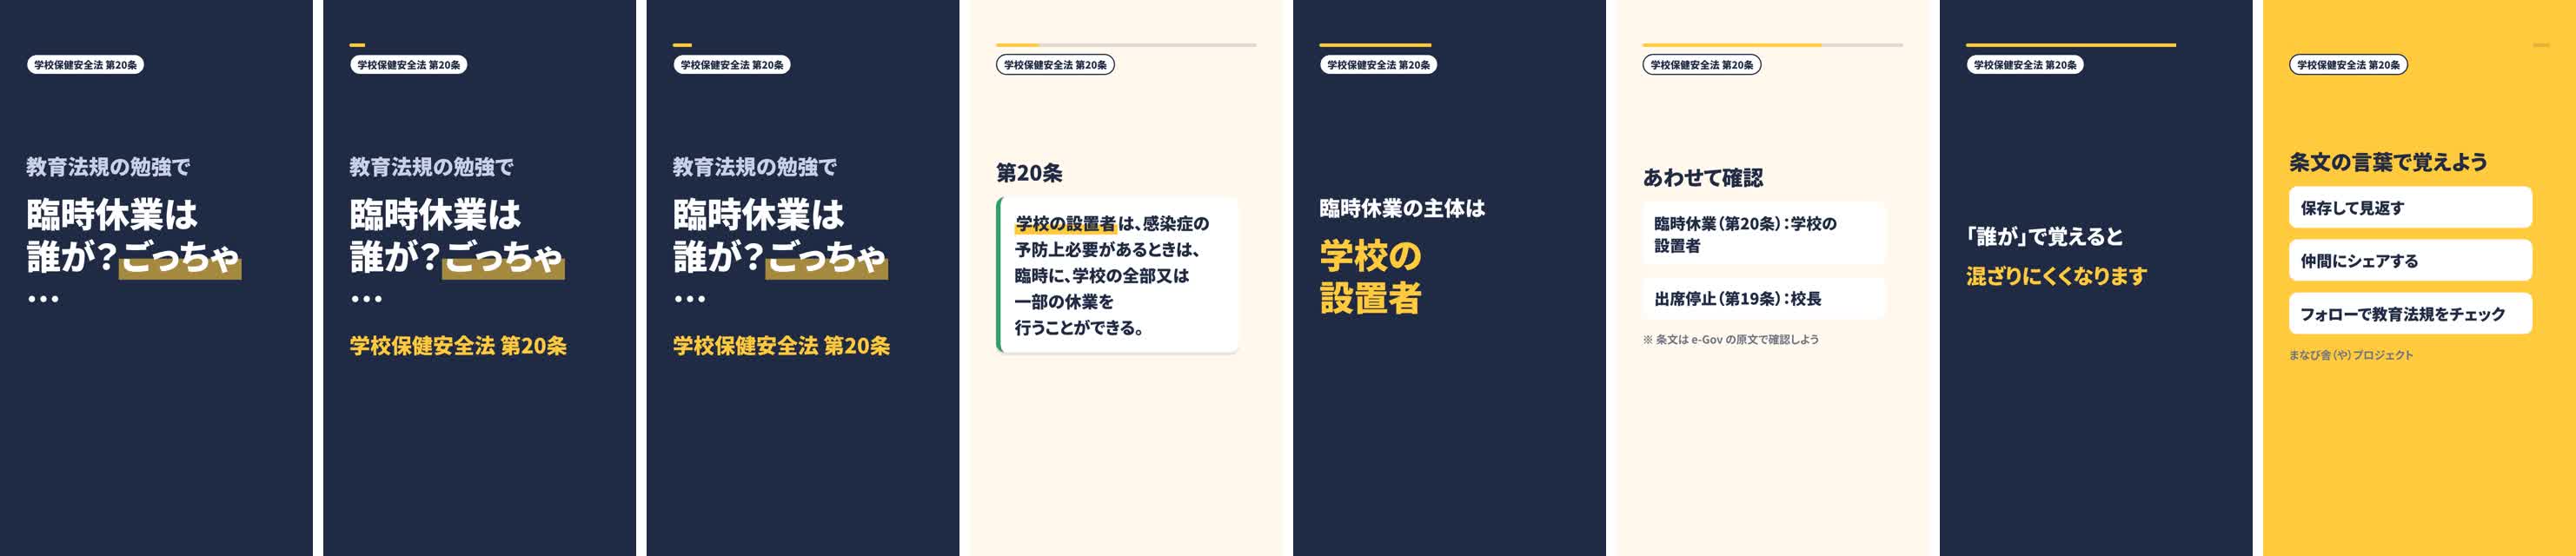 学校保健安全法 第20条
教育法規の勉強で
臨時休業は
誰が？ごっちゃ
…
学校保健安全法 第20条
教育法規の勉強で
臨時休業は
誰が？ごっちゃ
…
学校保健安全法 第20条
学校保健安全法 第20条
教育法規の勉強で
臨時休業は
誰が？ごっちゃ
…
学校保健安全法 第20条
学校保健安全法 第20条
第20条
学校の設置者は、感染症の
予防上必要があるときは、
臨時に、学校の全部又は
一部の休業を
行うことができる。
学校保健安全法 第20条
臨時休業の主体は
学校の
設置者
学校保健安全法 第20条
あわせて確認
臨時休業（第20条）：学校の
設置者
出席停止（第19条）：校長
※ 条文は e-Gov の原文で確認しよう
学校保健安全法 第20条
「誰が」で覚えると
混ざりにくくなります
学校保健安全法 第20条
条文の言葉で覚えよう
保存して見返す
仲間にシェアする
フォローで教育法規をチェック
まなび舎（や）プロジェクト